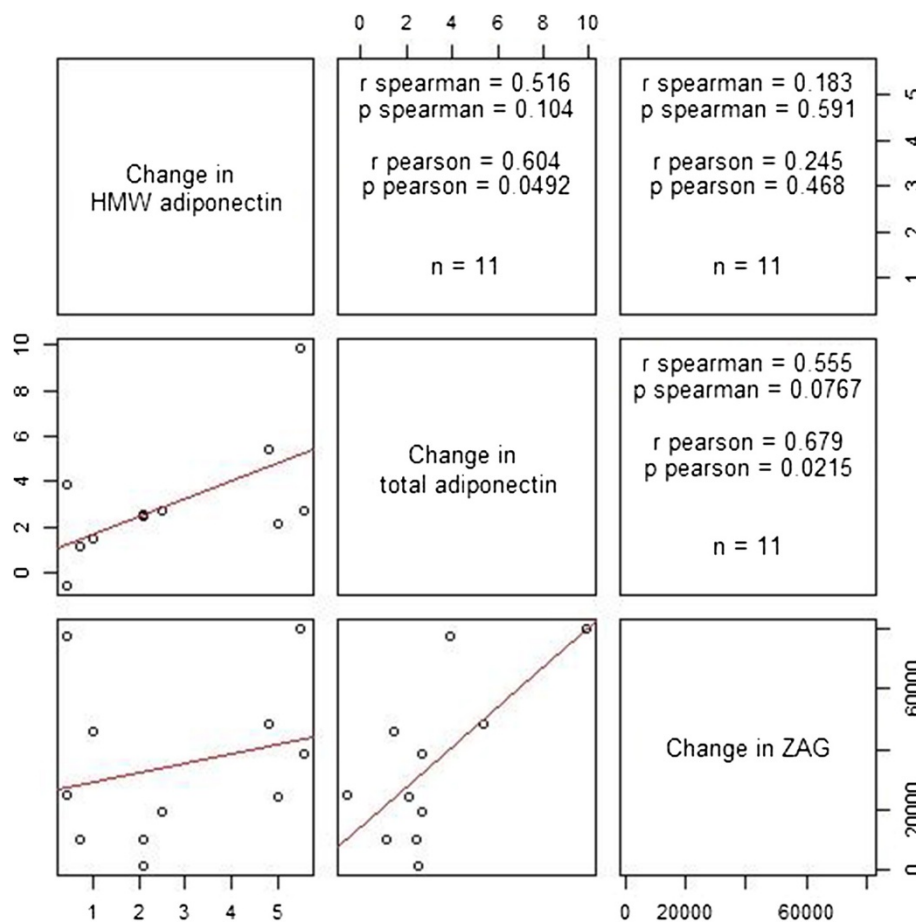 0 2 4 6 8 10
Change in
HMW adiponectin
r spearman = 0.516
p spearman = 0.104
r pearson = 0.604
p pearson = 0.0492
n = 11
r spearman = 0.183
p spearman = 0.591
r pearson = 0.245
p pearson = 0.468
n = 11
5
4
3
2
1
10
8
6
4
2
0
Change in
total adiponectin
r spearman = 0.555
p spearman = 0.0767
r pearson = 0.679
p pearson = 0.0215
n = 11
Change in ZAG
60000
20000
0
1 2 3 4 5
0 20000 60000